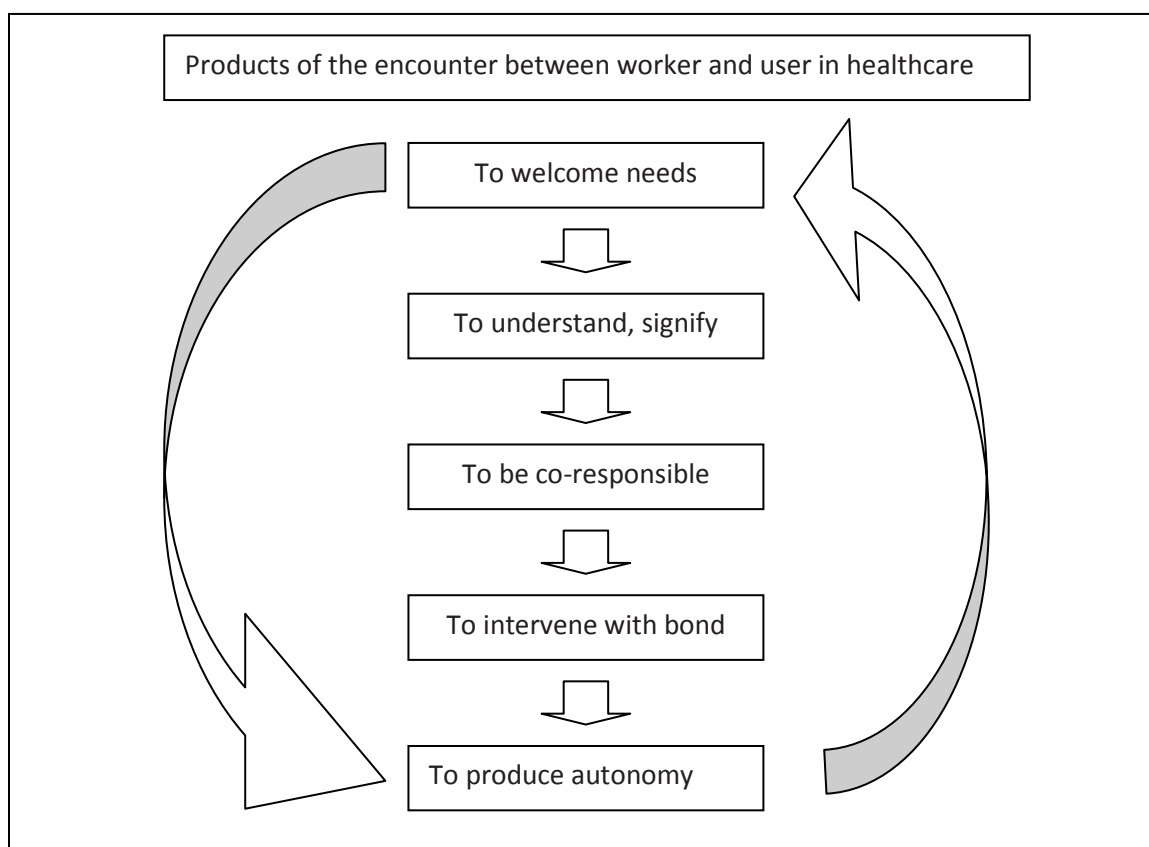 Products of the encounter between worker and user in healthcare
To welcome needs
To understand, signify
To be co-responsible
To intervene with bond
To produce autonomy